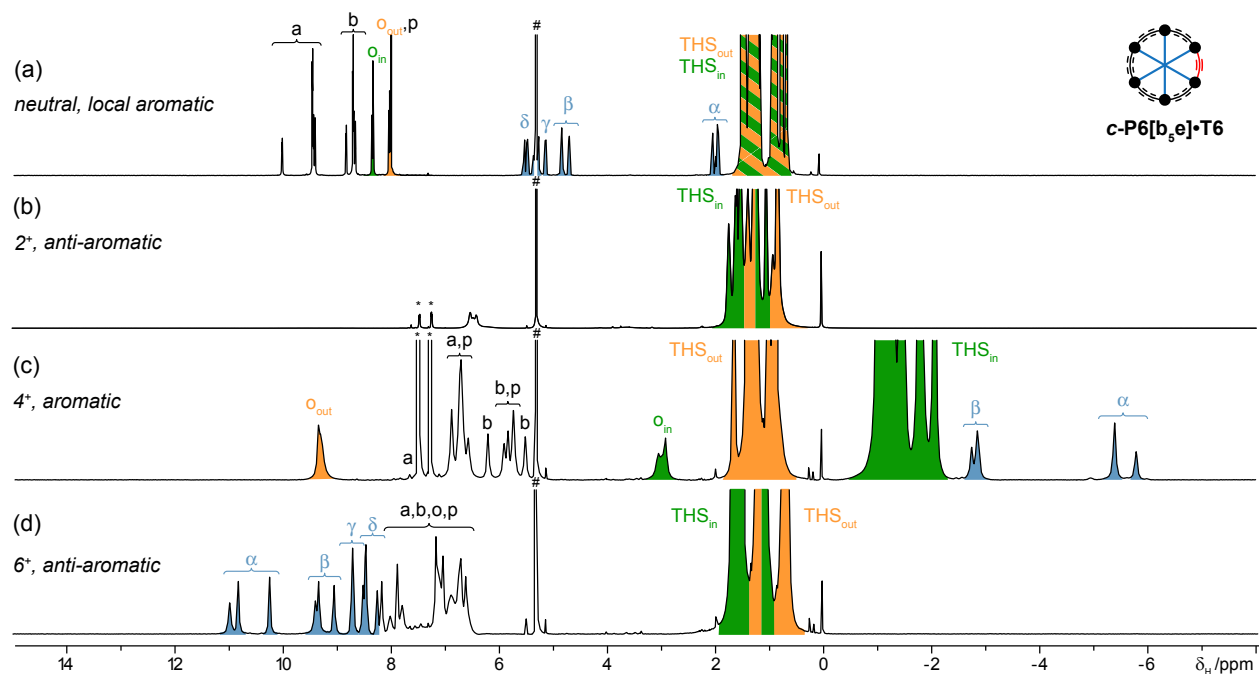 a
b
o_out,p
#
o_in
THS_out
THS_in
(a)
neutral, local aromatic
δ
γ
β
α
c-P6[b₅e]•T6
#
(b)
2⁺, anti-aromatic
THS_in
THS_out
*
*
#
(c)
4⁺, aromatic
o_out
a
*
*
a,p
b
b,p
b
o_in
THS_out
THS_in
β
α
#
(d)
6⁺, anti-aromatic
α
β
γ
δ
a,b,o,p
THS_in
THS_out
14 12 10 8 6 4 2 0 -2 -4 -6 δ_H /ppm